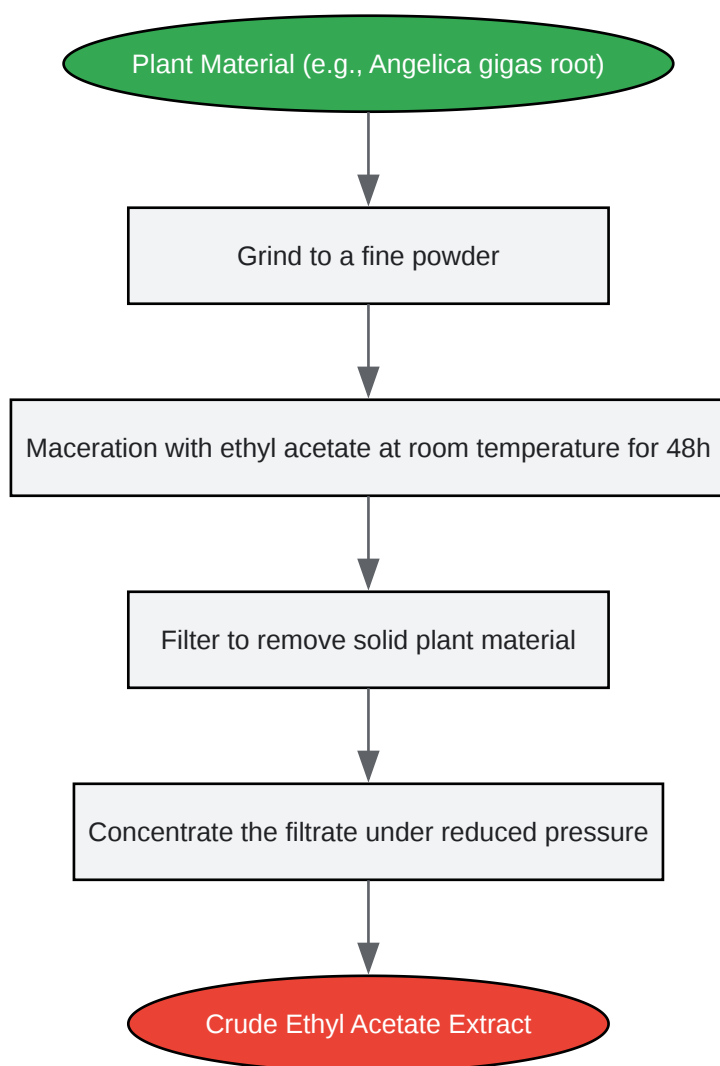 Plant Material (e.g., Angelica gigas root)
Grind to a fine powder
Maceration with ethyl acetate at room temperature for 48h
Filter to remove solid plant material
Concentrate the filtrate under reduced pressure
Crude Ethyl Acetate Extract